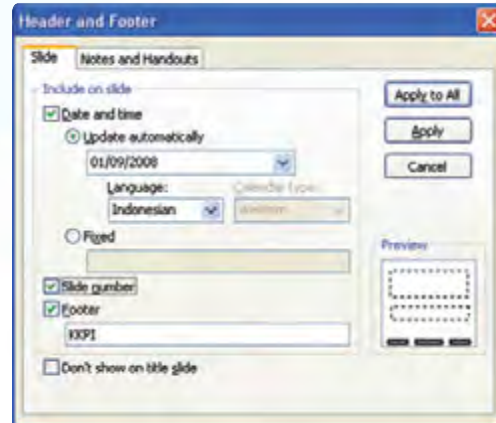 Header and Footer
Slide
Notes and Handouts
Include on slide
Date and time
Update automatically
01/09/2008
Language:
Calendar type:
Indonesian
Western
Fixed
Slide number
Footer
KKPI
Don't show on title slide
Apply to All
Apply
Cancel
Preview